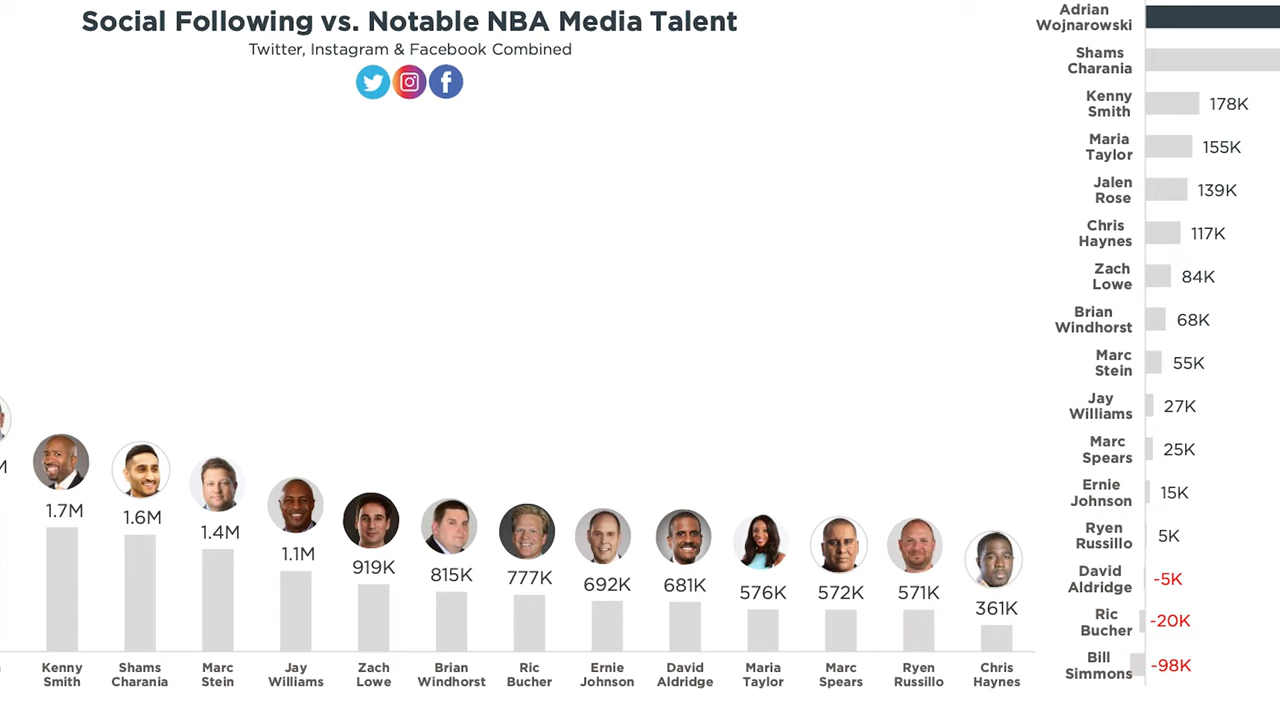 Social Following vs. Notable NBA Media Talent
Twitter, Instagram & Facebook Combined
M
1.7M
1.6M
1.4M
1.1M
919K
815K
777K
692K
681K
576K
572K
571K
361K
Kenny
Smith
Shams
Charania
Marc
Stein
Jay
Williams
Zach
Lowe
Brian
Windhorst
Ric
Bucher
Ernie
Johnson
David
Aldridge
Maria
Taylor
Marc
Spears
Ryen
Russillo
Chris
Haynes
Adrian
Wojnarowski
Shams
Charania
Kenny
Smith
178K
Maria
Taylor
155K
Jalen
Rose
139K
Chris
Haynes
117K
Zach
Lowe
84K
Brian
Windhorst
68K
Marc
Stein
55K
Jay
Williams
27K
Marc
Spears
25K
Ernie
Johnson
15K
Ryen
Russillo
5K
David
Aldridge
-5K
Ric
Bucher
-20K
Bill
Simmons
-98K